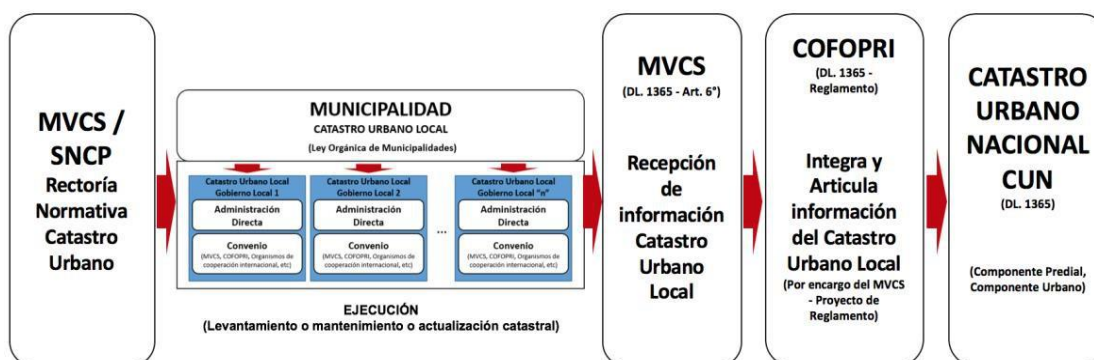 MVCS /
SNCP
Rectoría
Normativa
Catastro
Urbano
MUNICIPALIDAD
CATASTRO URBANO LOCAL
(Ley Orgánica de Municipalidades)
Catastro Urbano Local
Gobierno Local 1
Administración
Directa
Convenio
(MVCS, COFOPRI, Organismos de
cooperación internacional, etc)
Catastro Urbano Local
Gobierno Local 2
Administración
Directa
Convenio
(MVCS, COFOPRI, Organismos de
cooperación internacional, etc)
...
Catastro Urbano Local
Gobierno Local "n"
Administración
Directa
Convenio
(MVCS, COFOPRI, Organismos de
cooperación internacional, etc)
EJECUCIÓN
(Levantamiento o mantenimiento o actualización catastral)
MVCS
(DL. 1365 - Art. 6°)
Recepción
de
información
Catastro
Urbano
Local
COFOPRI
(DL. 1365 -
Reglamento)
Integra y
Articula
información
del Catastro
Urbano Local
(Por encargo del MVCS
- Proyecto de
Reglamento)
CATASTRO
URBANO
NACIONAL
CUN
(DL. 1365)
(Componente Predial,
Componente Urbano)